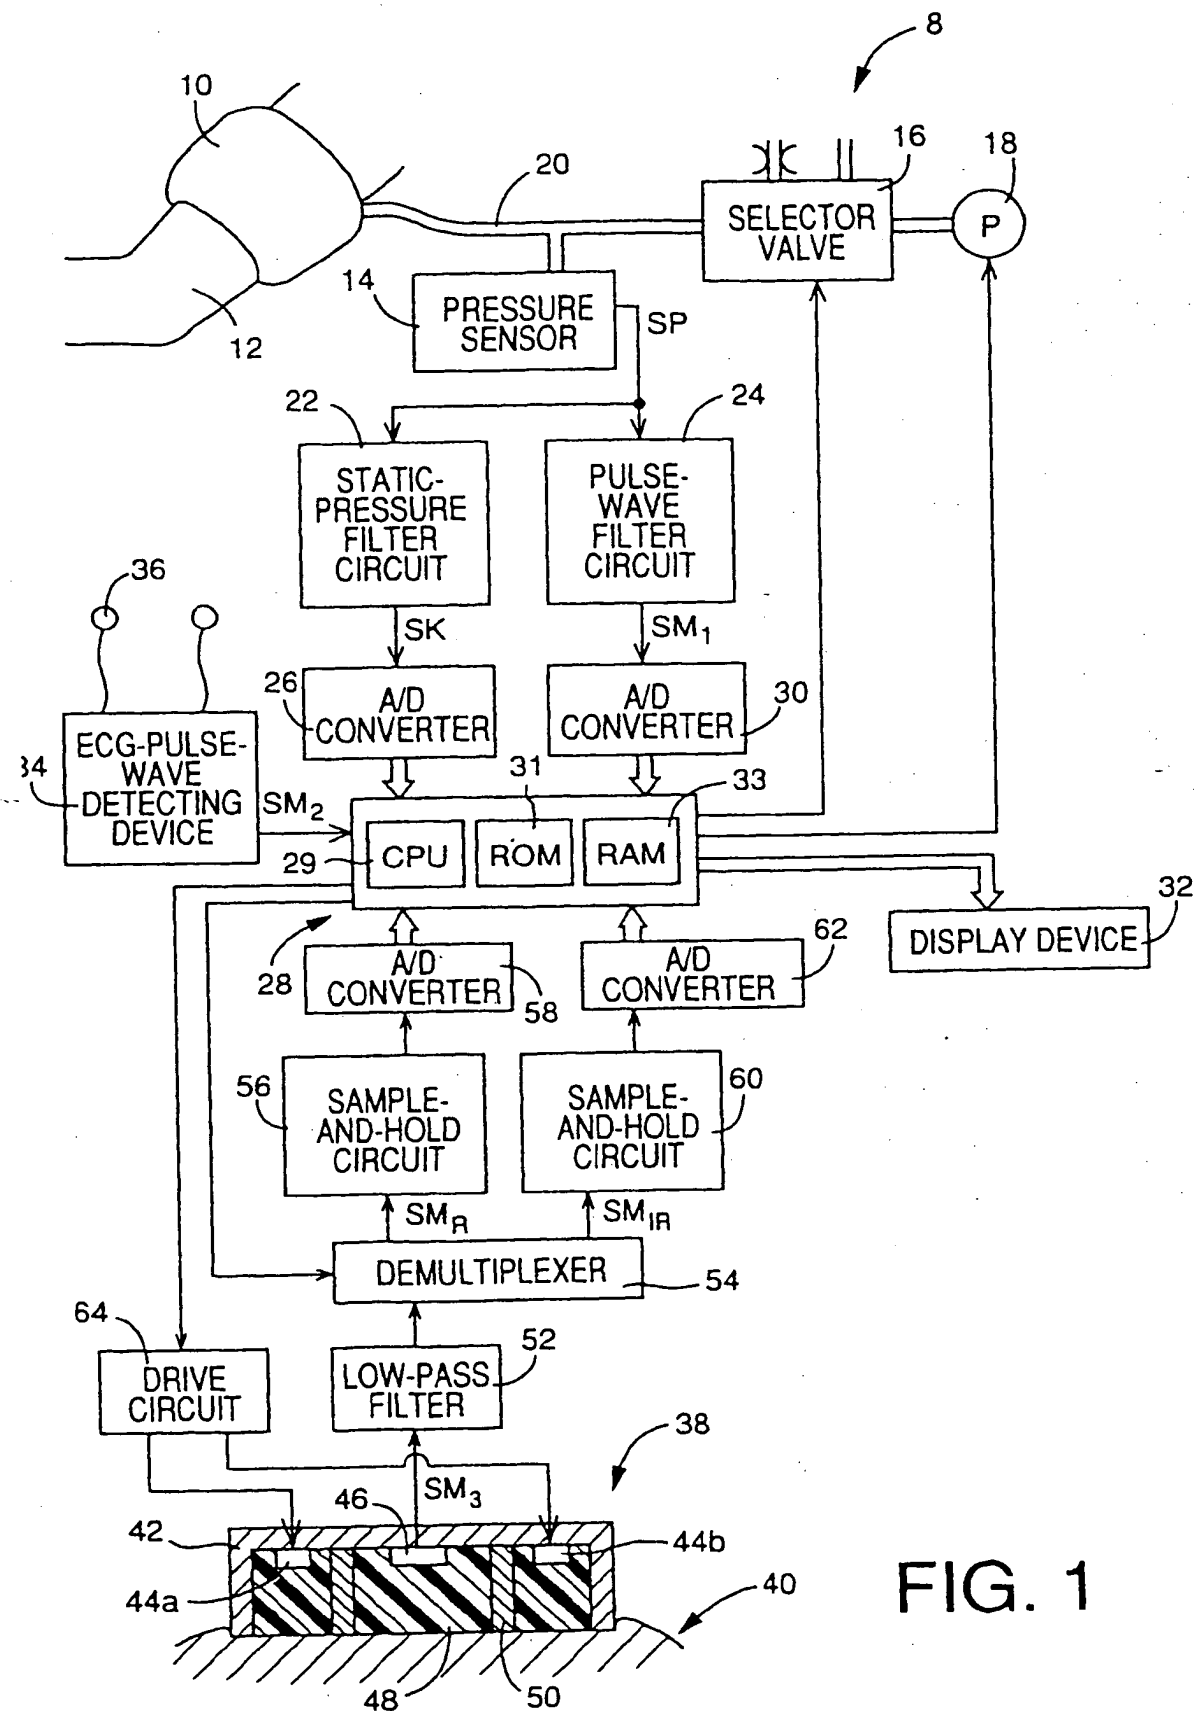 8
10
16
18
20
SELECTOR
VALVE
P
14
PRESSURE
SENSOR
SP
12
22
24
STATIC-
PRESSURE
FILTER
CIRCUIT
PULSE-
WAVE
FILTER
CIRCUIT
36
SK
SM1
26
A/D
CONVERTER
A/D
CONVERTER
30
34
ECG-PULSE-
WAVE
DETECTING
DEVICE
SM2
31
33
29
CPU
ROM
RAM
32
DISPLAY DEVICE
28
A/D
CONVERTER
58
A/D
CONVERTER
62
56
SAMPLE-
AND-HOLD
CIRCUIT
SAMPLE-
AND-HOLD
CIRCUIT
60
SMR
SMIR
DEMULTIPLEXER
54
64
DRIVE
CIRCUIT
LOW-PASS
FILTER
52
38
SM3
46
42
44b
44a
40
48
50
FIG. 1